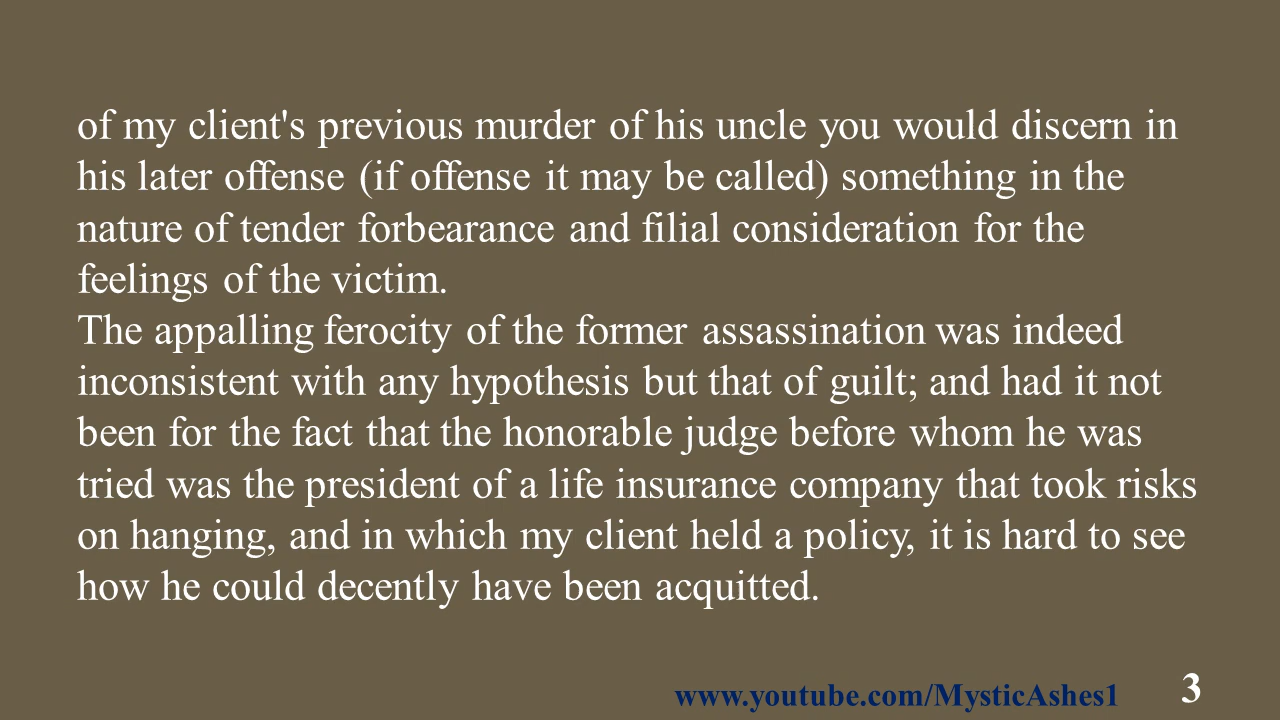 of my client's previous murder of his uncle you would discern in
his later offense (if offense it may be called) something in the
nature of tender forbearance and filial consideration for the
feelings of the victim.
The appalling ferocity of the former assassination was indeed
inconsistent with any hypothesis but that of guilt; and had it not
been for the fact that the honorable judge before whom he was
tried was the president of a life insurance company that took risks
on hanging, and in which my client held a policy, it is hard to see
how he could decently have been acquitted.
www.youtube.com/MysticAshes1 3